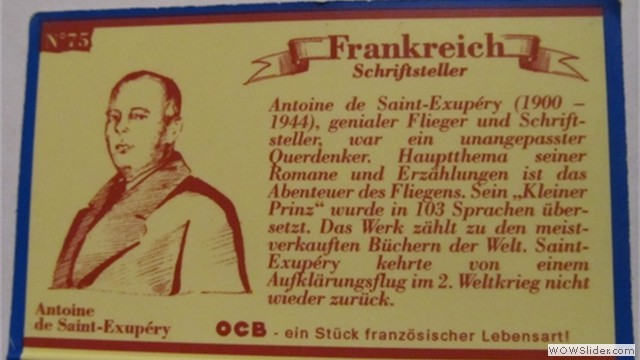 N°75
Frankreich
Schriftsteller
Antoine de Saint-Exupéry (1900 –
1944), genialer Flieger und Schrift-
steller, war ein unangepasster
Querdenker. Hauptthema seiner
Romane und Erzählungen ist das
Abenteuer des Fliegens. Sein „Kleiner
Prinz“ wurde in 103 Sprachen über-
setzt. Das Werk zählt zu den meist-
verkauften Büchern der Welt. Saint-
Exupéry kehrte von einem
Aufklärungsflug im 2. Weltkrieg nicht
wieder zurück.
Antoine
de Saint-Exupéry
OCB - ein Stück französischer Lebensart!
WOWSlider.com